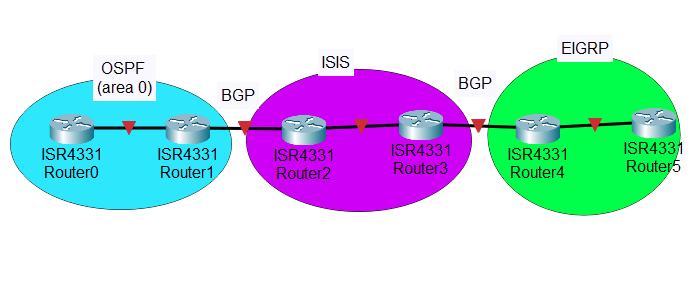 OSPF
(area 0)
BGP
ISIS
BGP
EIGRP
ISR4331
Router0
ISR4331
Router1
ISR4331
Router2
ISR4331
Router3
ISR4331
Router4
ISR4331
Router5